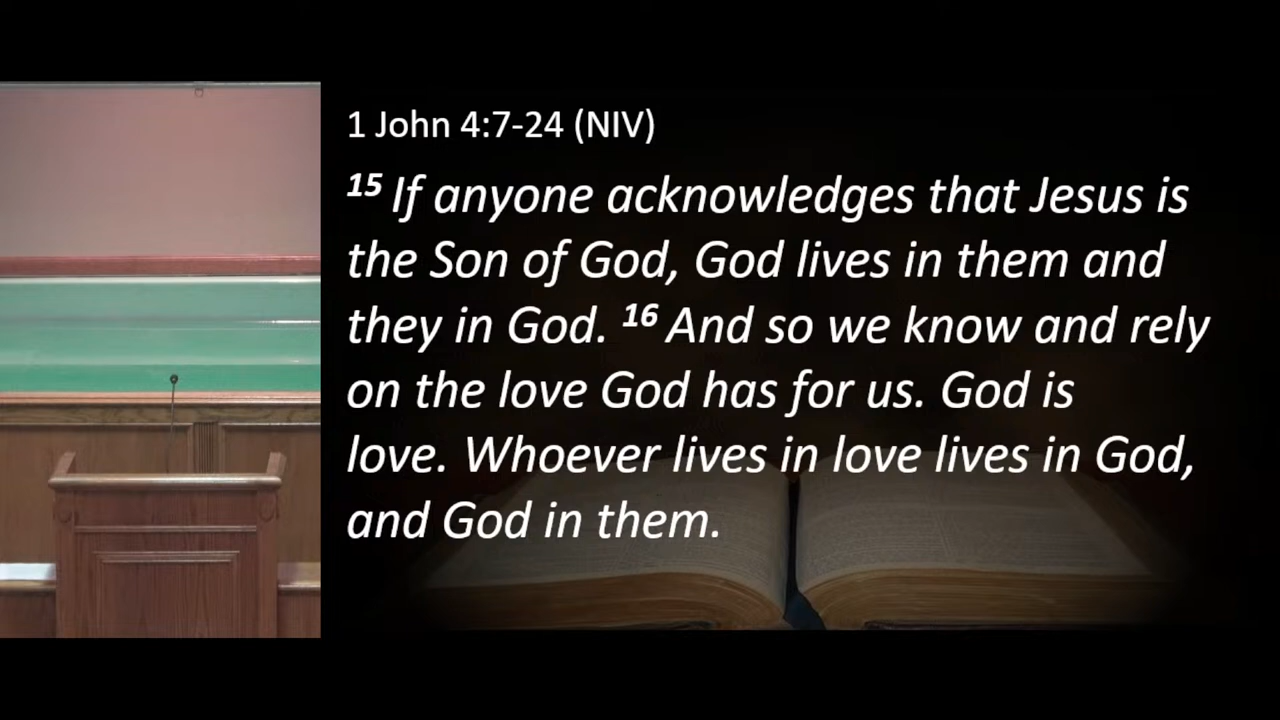 1 John 4:7-24 (NIV)
15 If anyone acknowledges that Jesus is
the Son of God, God lives in them and
they in God. 16 And so we know and rely
on the love God has for us. God is
love. Whoever lives in love lives in God,
and God in them.